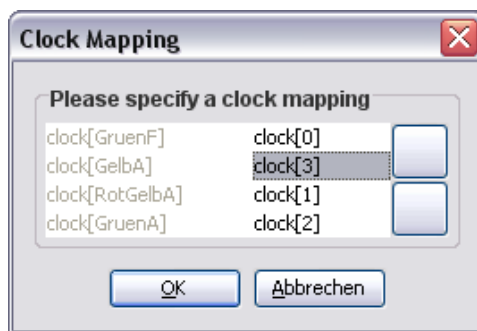 Clock Mapping
Please specify a clock mapping
clock[GruenF] clock[0]
clock[GelbA] clock[3]
clock[RotGelbA] clock[1]
clock[GruenA] clock[2]
OK Abbrechen